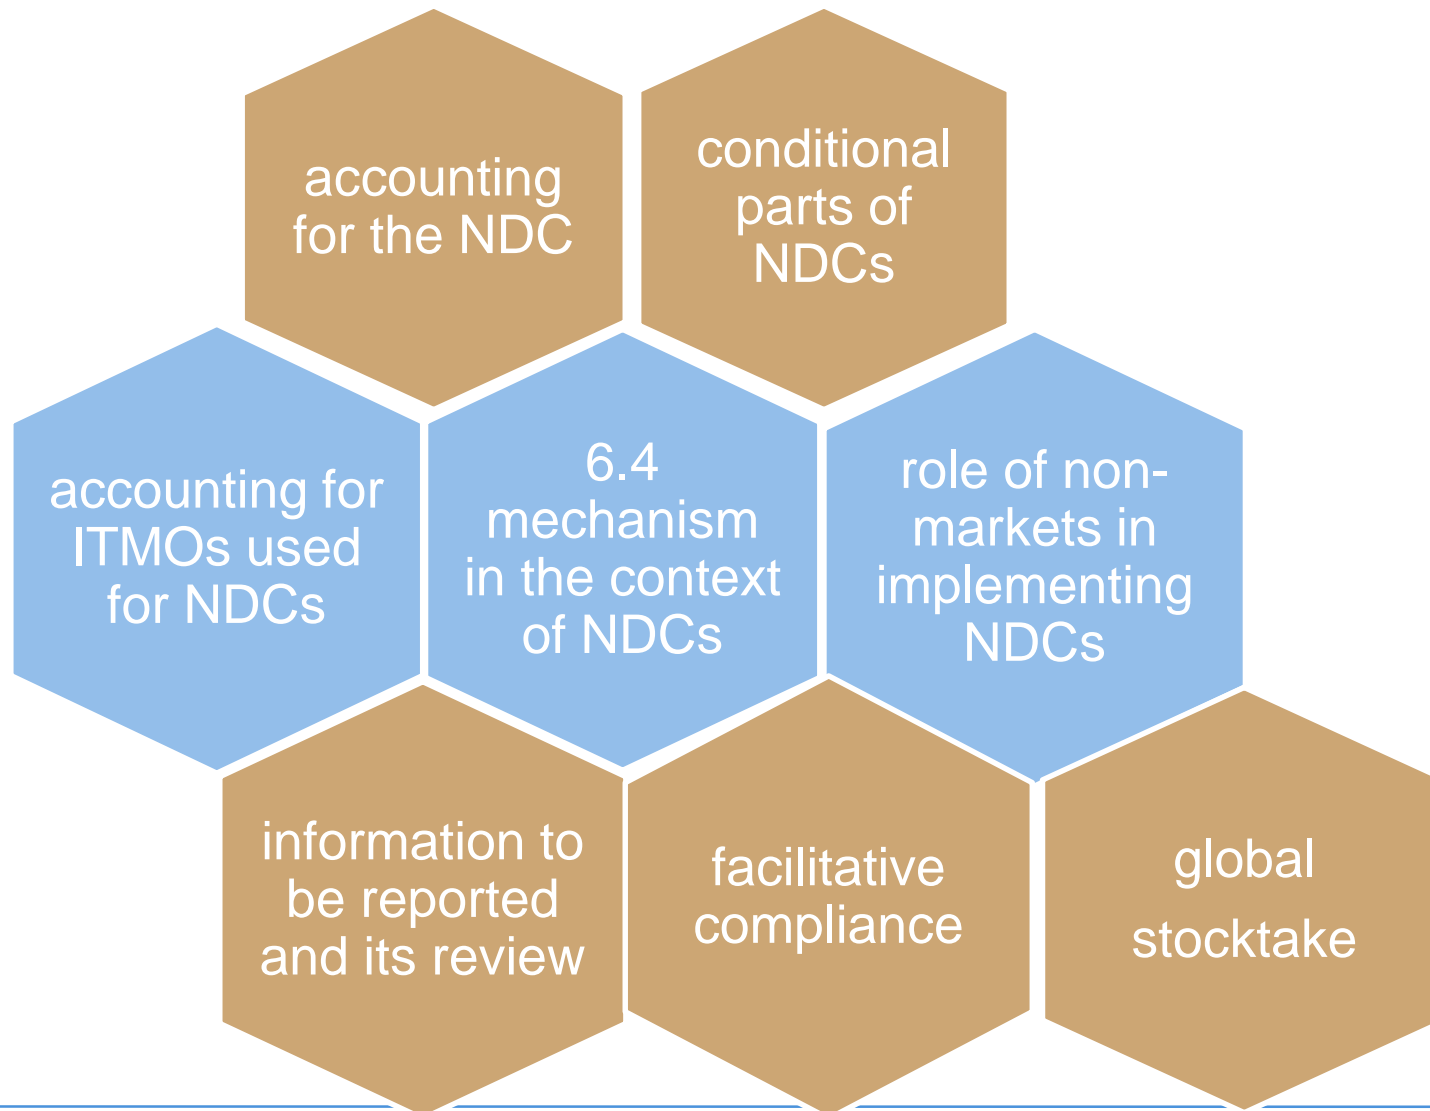 accounting
for the NDC
conditional
parts of
NDCs
accounting for
ITMOs used
for NDCs
6.4
mechanism
in the context
of NDCs
role of non-
markets in
implementing
NDCs
information to
be reported
and its review
facilitative
compliance
global
stocktake